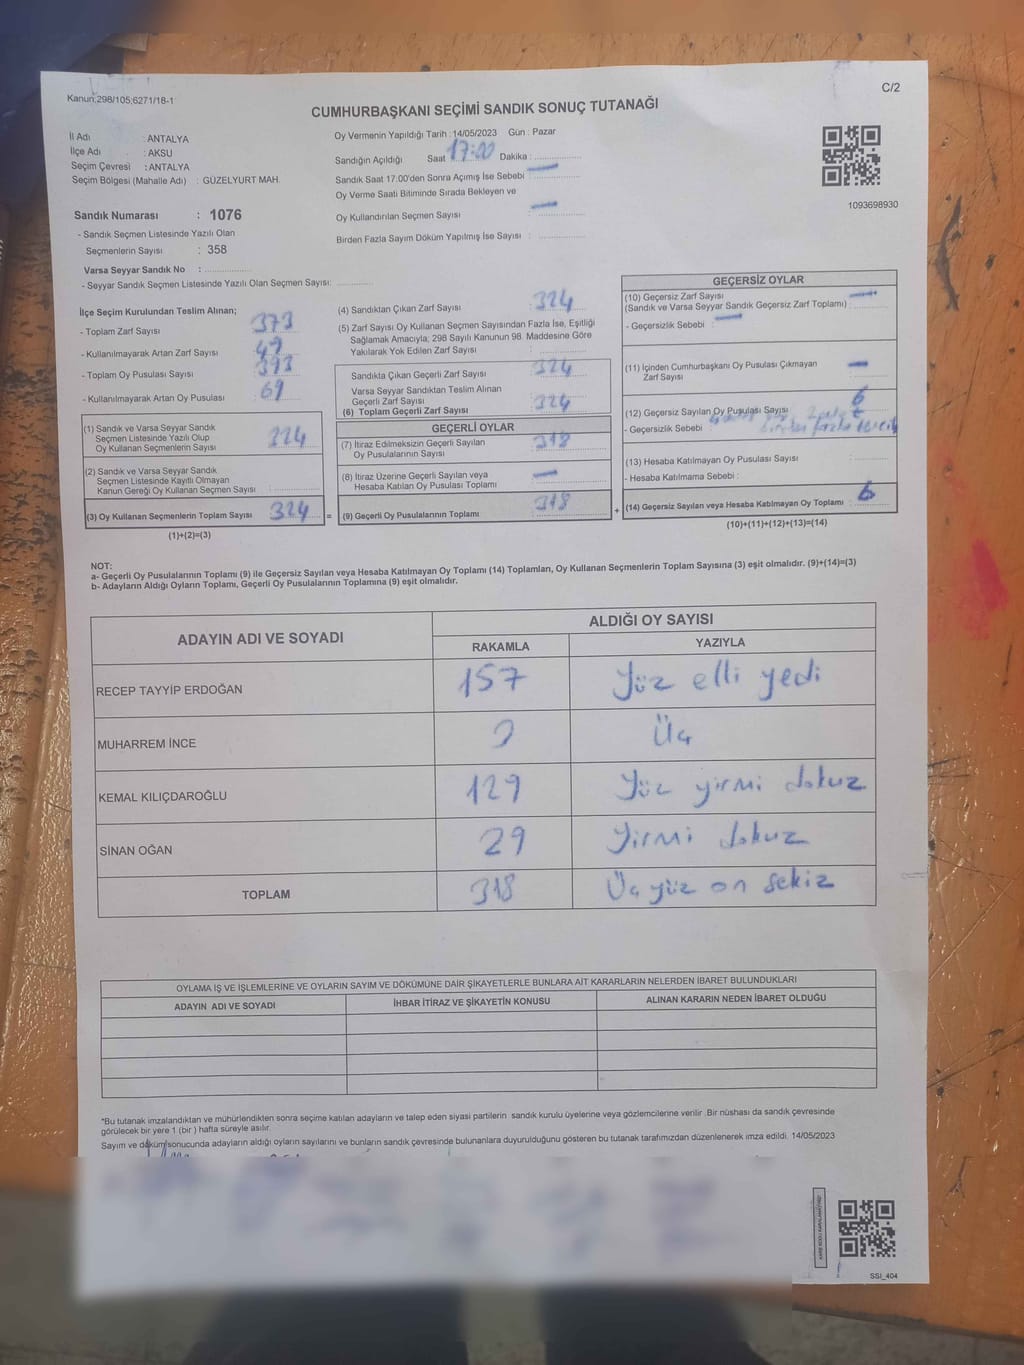 Kanun:298/105;6271/18-1
C/2
CUMHURBAŞKANI SEÇİMİ SANDIK SONUÇ TUTANAĞI
İl Adı : ANTALYA
İlçe Adı : AKSU
Seçim Çevresi : ANTALYA
Seçim Bölgesi (Mahalle Adı) : GÜZELYURT MAH.
Oy Vermenin Yapıldığı Tarih : 14/05/2023 Gün : Pazar
Sandığın Açıldığı Saat 17:00 Dakika :
Sandık Saat 17.00'den Sonra Açımış İse Sebebi : —
Oy Verme Saati Bitiminde Sırada Bekleyen ve
Oy Kullandırılan Seçmen Sayısı : —
Birden Fazla Sayım Döküm Yapılmış İse Sayısı :
1093698930
Sandık Numarası : 1076
- Sandık Seçmen Listesinde Yazılı Olan
Seçmenlerin Sayısı : 358
Varsa Seyyar Sandık No :
- Seyyar Sandık Seçmen Listesinde Yazılı Olan Seçmen Sayısı:
İlçe Seçim Kurulundan Teslim Alınan;
- Toplam Zarf Sayısı 373
- Kullanılmayarak Artan Zarf Sayısı 49
- Toplam Oy Pusulası Sayısı 393
- Kullanılmayarak Artan Oy Pusulası 69
(1) Sandık ve Varsa Seyyar Sandık
Seçmen Listesinde Yazılı Olup
Oy Kullanan Seçmenlerin Sayısı 324
(2) Sandık ve Varsa Seyyar Sandık
Seçmen Listesinde Kayıtlı Olmayan
Kanun Gereği Oy Kullanan Seçmen Sayısı
(3) Oy Kullanan Seçmenlerin Toplam Sayısı 324 =
(1)+(2)=(3)
(4) Sandıktan Çıkan Zarf Sayısı : 324
(5) Zarf Sayısı Oy Kullanan Seçmen Sayısından Fazla İse, Eşitliği
Sağlamak Amacıyla; 298 Sayılı Kanunun 98. Maddesine Göre
Yakılarak Yok Edilen Zarf Sayısı :
Sandıkta Çıkan Geçerli Zarf Sayısı : 324
Varsa Seyyar Sandıktan Teslim Alınan
Geçerli Zarf Sayısı
(6) Toplam Geçerli Zarf Sayısı 324
GEÇERLİ OYLAR
(7) İtiraz Edilmeksizin Geçerli Sayılan
Oy Pusulalarının Sayısı 318
(8) İtiraz Üzerine Geçerli Sayılan veya
Hesaba Katılan Oy Pusulası Toplamı —
(9) Geçerli Oy Pusulalarının Toplamı 318 +
GEÇERSİZ OYLAR
(10) Geçersiz Zarf Sayısı —
(Sandık ve Varsa Seyyar Sandık Geçersiz Zarf Toplamı)
- Geçersizlik Sebebi : —
(11) İçinden Cumhurbaşkanı Oy Pusulası Çıkmayan
Zarf Sayısı —
(12) Geçersiz Sayılan Oy Pusulası Sayısı 6
- Geçersizlik Sebebi : birden fazla tercih
(13) Hesaba Katılmayan Oy Pusulası Sayısı
- Hesaba Katılmama Sebebi :
(14) Geçersiz Sayılan veya Hesaba Katılmayan Oy Toplamı : 6
(10)+(11)+(12)+(13)=(14)
NOT:
a- Geçerli Oy Pusulalarının Toplamı (9) ile Geçersiz Sayılan veya Hesaba Katılmayan Oy Toplamı (14) Toplamları, Oy Kullanan Seçmenlerin Toplam Sayısına (3) eşit olmalıdır. (9)+(14)=(3)
b- Adayların Aldığı Oyların Toplamı, Geçerli Oy Pusulalarının Toplamına (9) eşit olmalıdır.
ADAYIN ADI VE SOYADI ALDIĞI OY SAYISI
RAKAMLA YAZIYLA
RECEP TAYYİP ERDOĞAN 157 Yüz elli yedi
MUHARREM İNCE 3 Üç
KEMAL KILIÇDAROĞLU 129 Yüz yirmi dokuz
SİNAN OĞAN 29 Yirmi dokuz
TOPLAM 318 Üçyüz on sekiz
OYLAMA İŞ VE İŞLEMLERİNE VE OYLARIN SAYIM VE DÖKÜMÜNE DAİR ŞİKAYETLERLE BUNLARA AİT KARARLARIN NELERDEN İBARET BULUNDUKLARI
ADAYIN ADI VE SOYADI İHBAR İTİRAZ VE ŞİKAYETİN KONUSU ALINAN KARARIN NEDEN İBARET OLDUĞU
*Bu tutanak imzalandıktan ve mühürlendikten sonra seçime katılan adayların ve talep eden siyasi partilerin sandık kurulu üyelerine veya gözlemcilerine verilir. Bir nüshası da sandık çevresinde
görülecek bir yere 1 (bir) hafta süreyle asılır.
Sayım ve döküm sonucunda adayların aldığı oyların sayılarını ve bunların sandık çevresinde bulunanlara duyurulduğunu gösteren bu tutanak tarafımızdan düzenlenerek imza edildi. 14/05/2023
SSİ_404